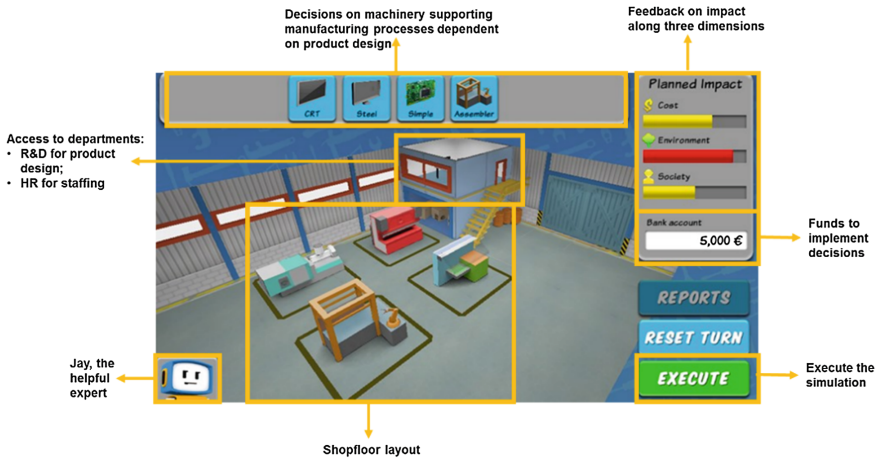 Decisions on machinery supporting
manufacturing processes dependent
on product design
Feedback on impact
along three dimensions
CRT
Steel
Simple
Assembler
Planned Impact
Cost
Environment
Society
Access to departments:
• R&D for product
design;
• HR for staffing
Bank account
5,000 €
Funds to
implement
decisions
REPORTS
RESET TURN
EXECUTE
Jay, the
helpful
expert
Execute the
simulation
Shopfloor layout